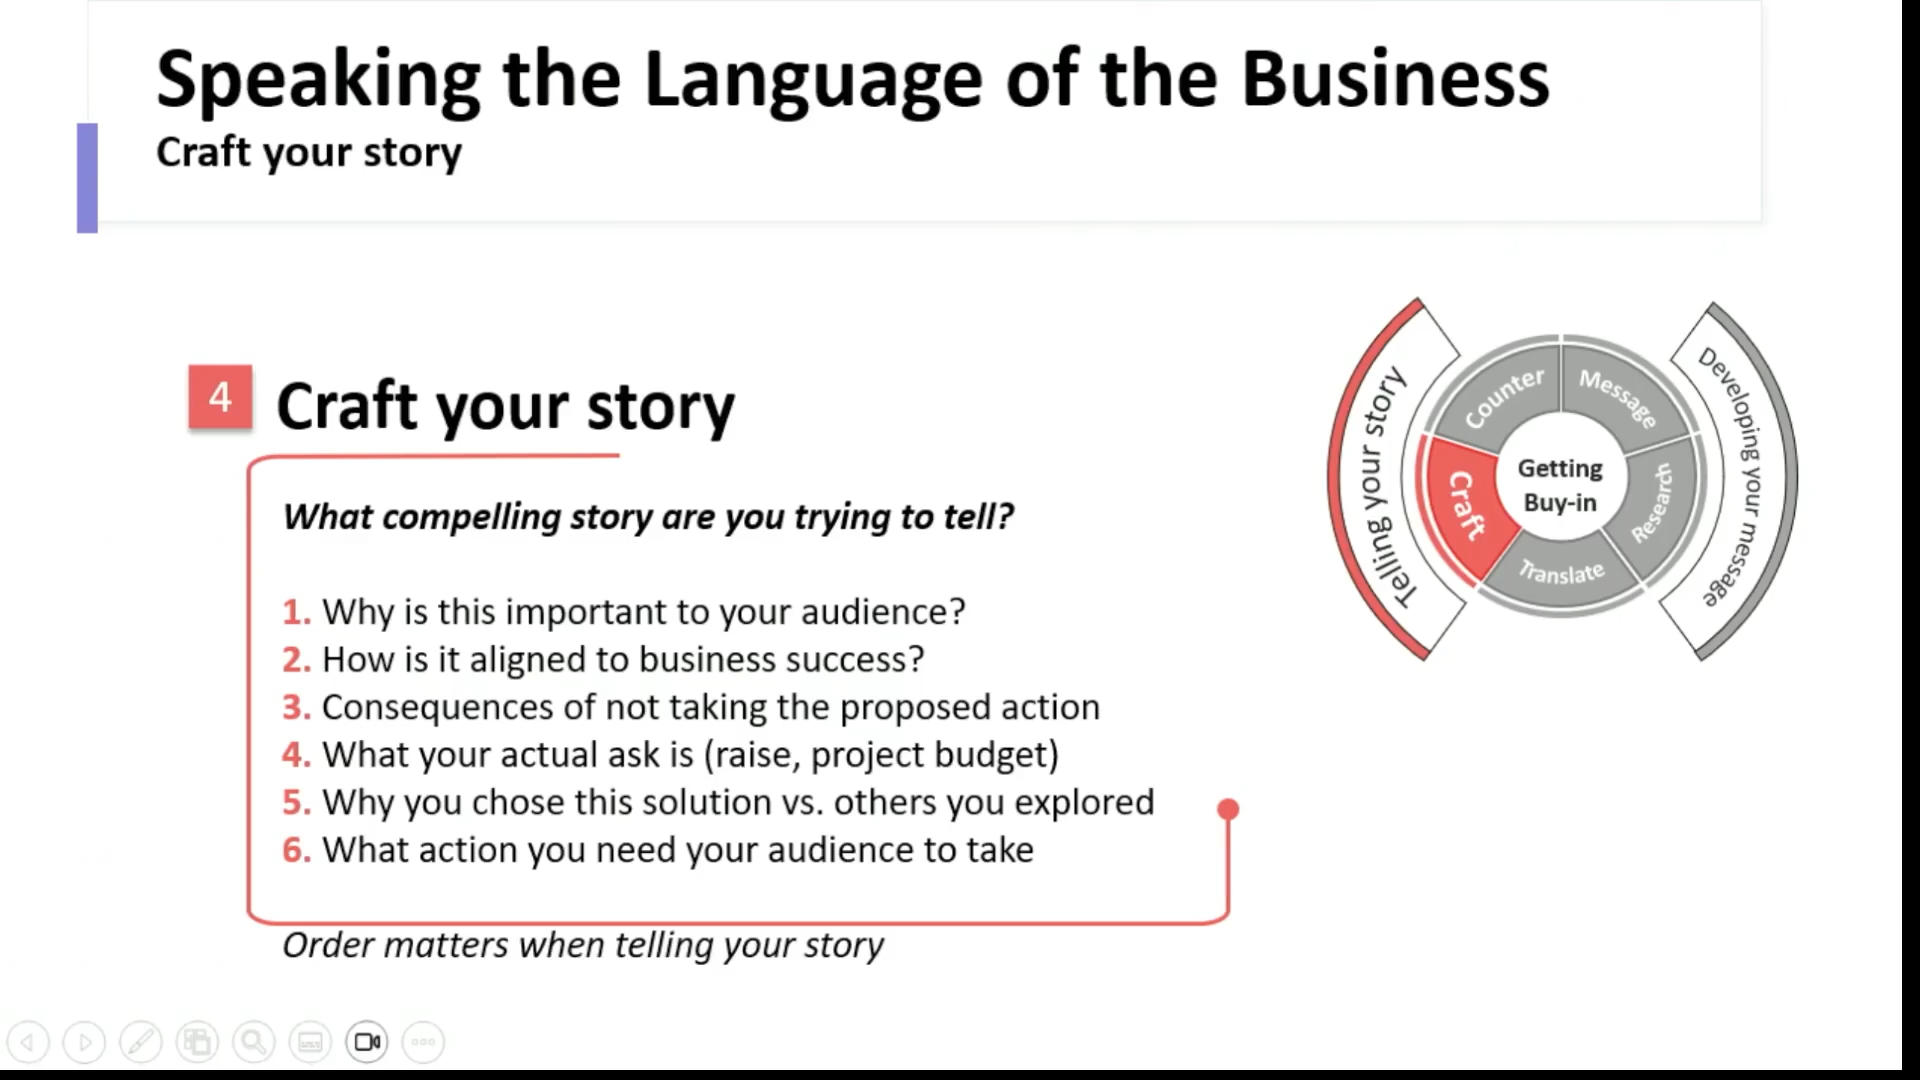 Speaking the Language of the Business
Craft your story
4
Craft your story
What compelling story are you trying to tell?
1. Why is this important to your audience?
2. How is it aligned to business success?
3. Consequences of not taking the proposed action
4. What your actual ask is (raise, project budget)
5. Why you chose this solution vs. others you explored
6. What action you need your audience to take
Order matters when telling your story
Telling your story
Counter
Message
Craft
Getting
Buy-in
Research
Translate
Developing your message